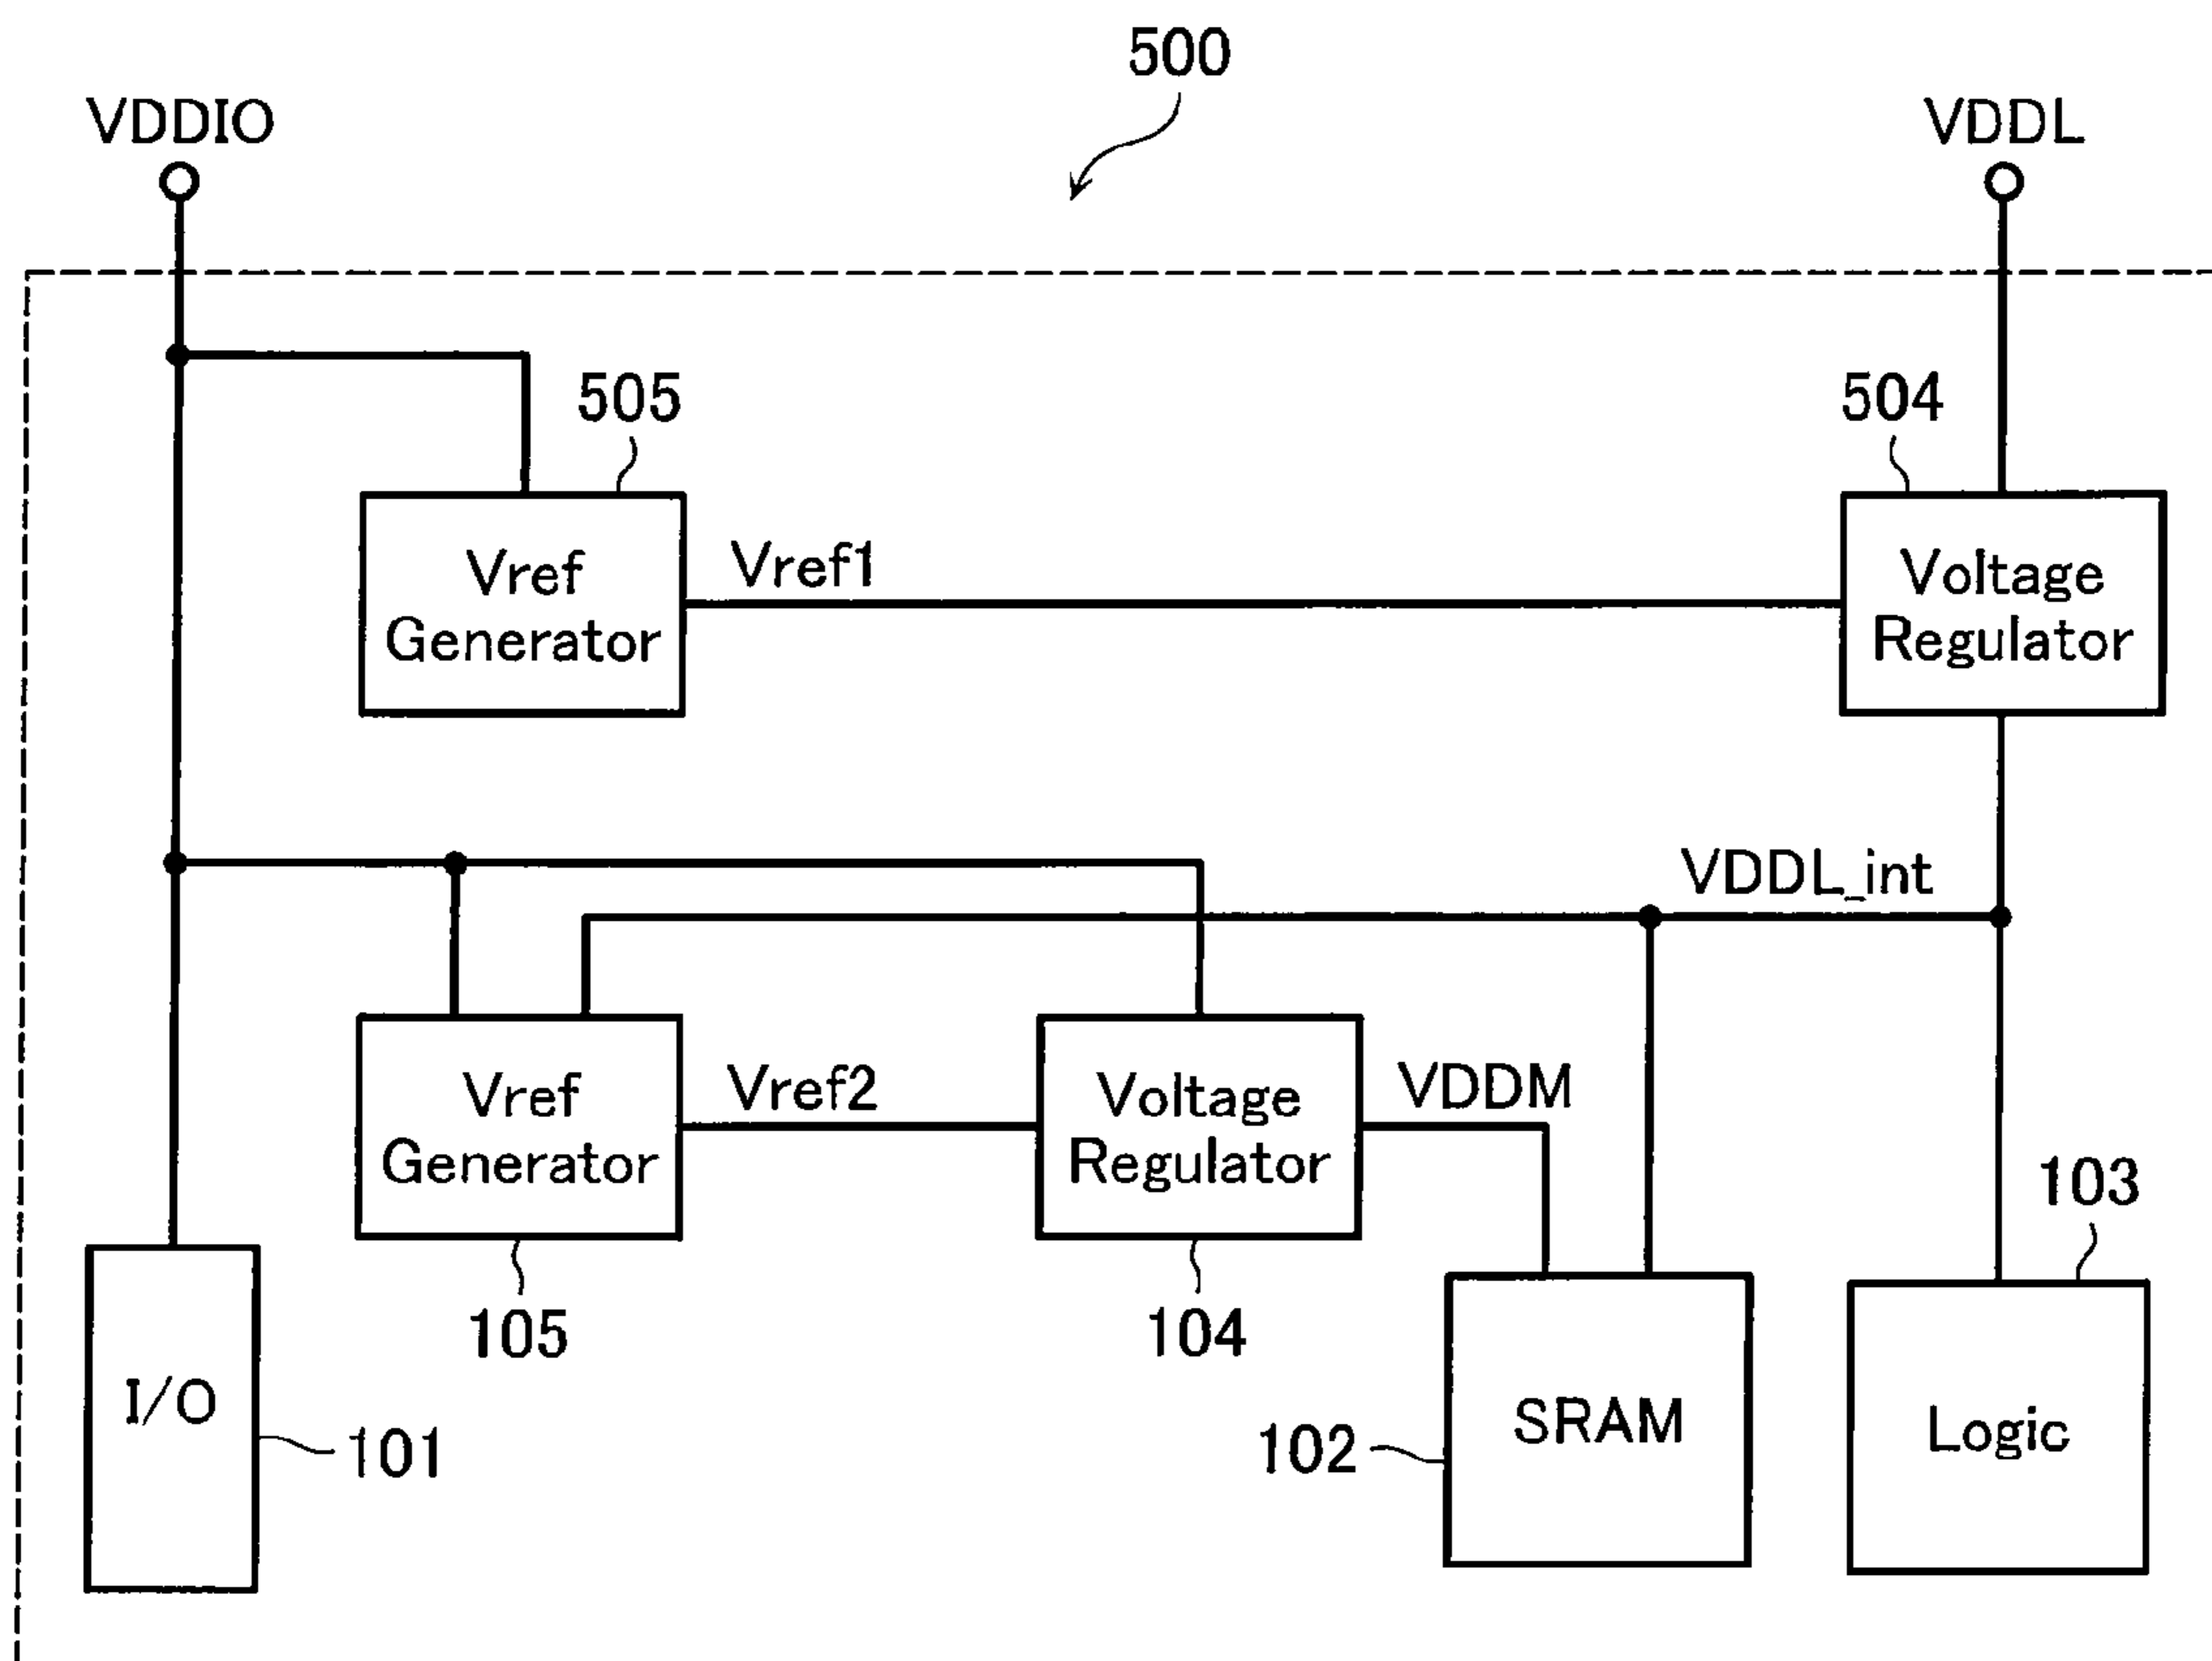 500
VDDIO
VDDL
505
504
Vref
Generator
Vref1
Voltage
Regulator
VDDL_int
Vref
Generator
Vref2
Voltage
Regulator
VDDM
103
105
104
I/O
101
102
SRAM
Logic